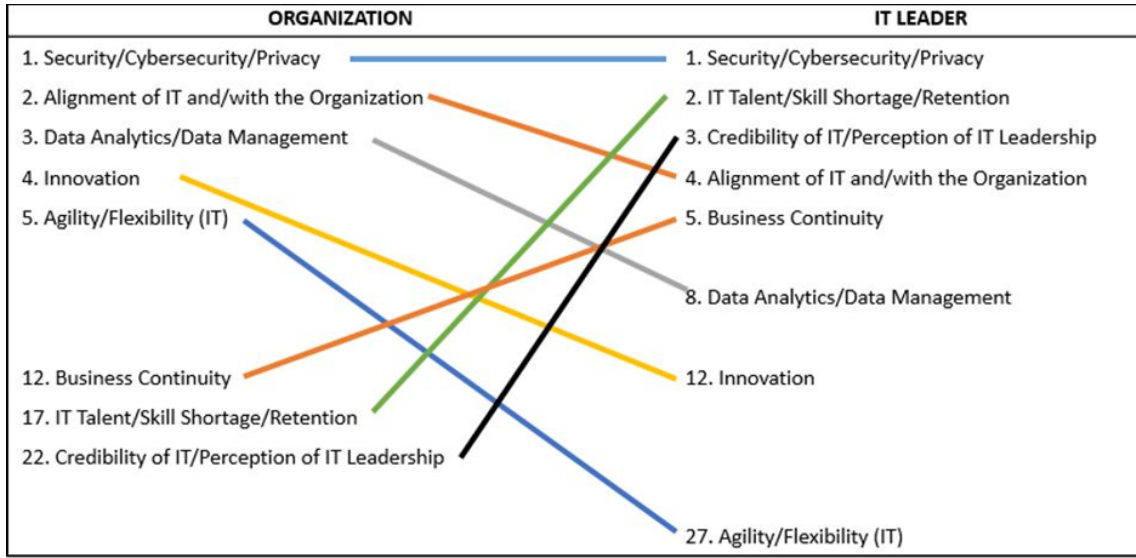 ORGANIZATION
IT LEADER
1. Security/Cybersecurity/Privacy
1. Security/Cybersecurity/Privacy
2. Alignment of IT and/with the Organization
2. IT Talent/Skill Shortage/Retention
3. Data Analytics/Data Management
3. Credibility of IT/Perception of IT Leadership
4. Innovation
4. Alignment of IT and/with the Organization
5. Agility/Flexibility (IT)
5. Business Continuity
8. Data Analytics/Data Management
12. Business Continuity
12. Innovation
17. IT Talent/Skill Shortage/Retention
22. Credibility of IT/Perception of IT Leadership
27. Agility/Flexibility (IT)